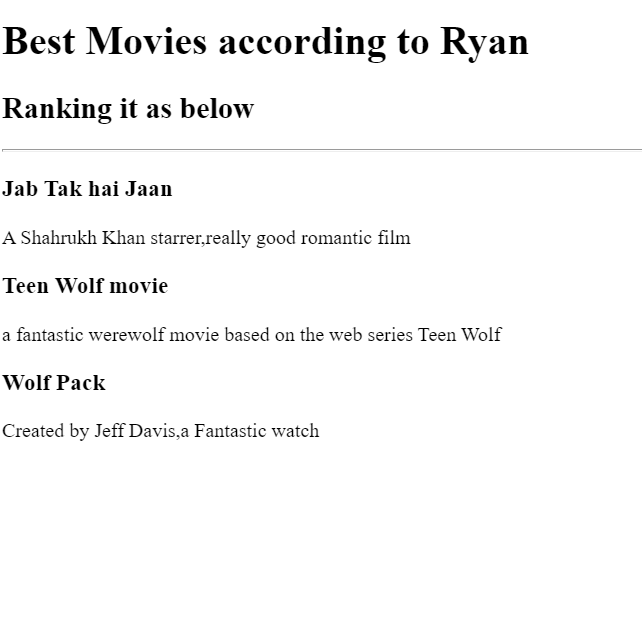 Best Movies according to Ryan
Ranking it as below
Jab Tak hai Jaan
A Shahrukh Khan starrer,really good romantic film
Teen Wolf movie
a fantastic werewolf movie based on the web series Teen Wolf
Wolf Pack
Created by Jeff Davis,a Fantastic watch